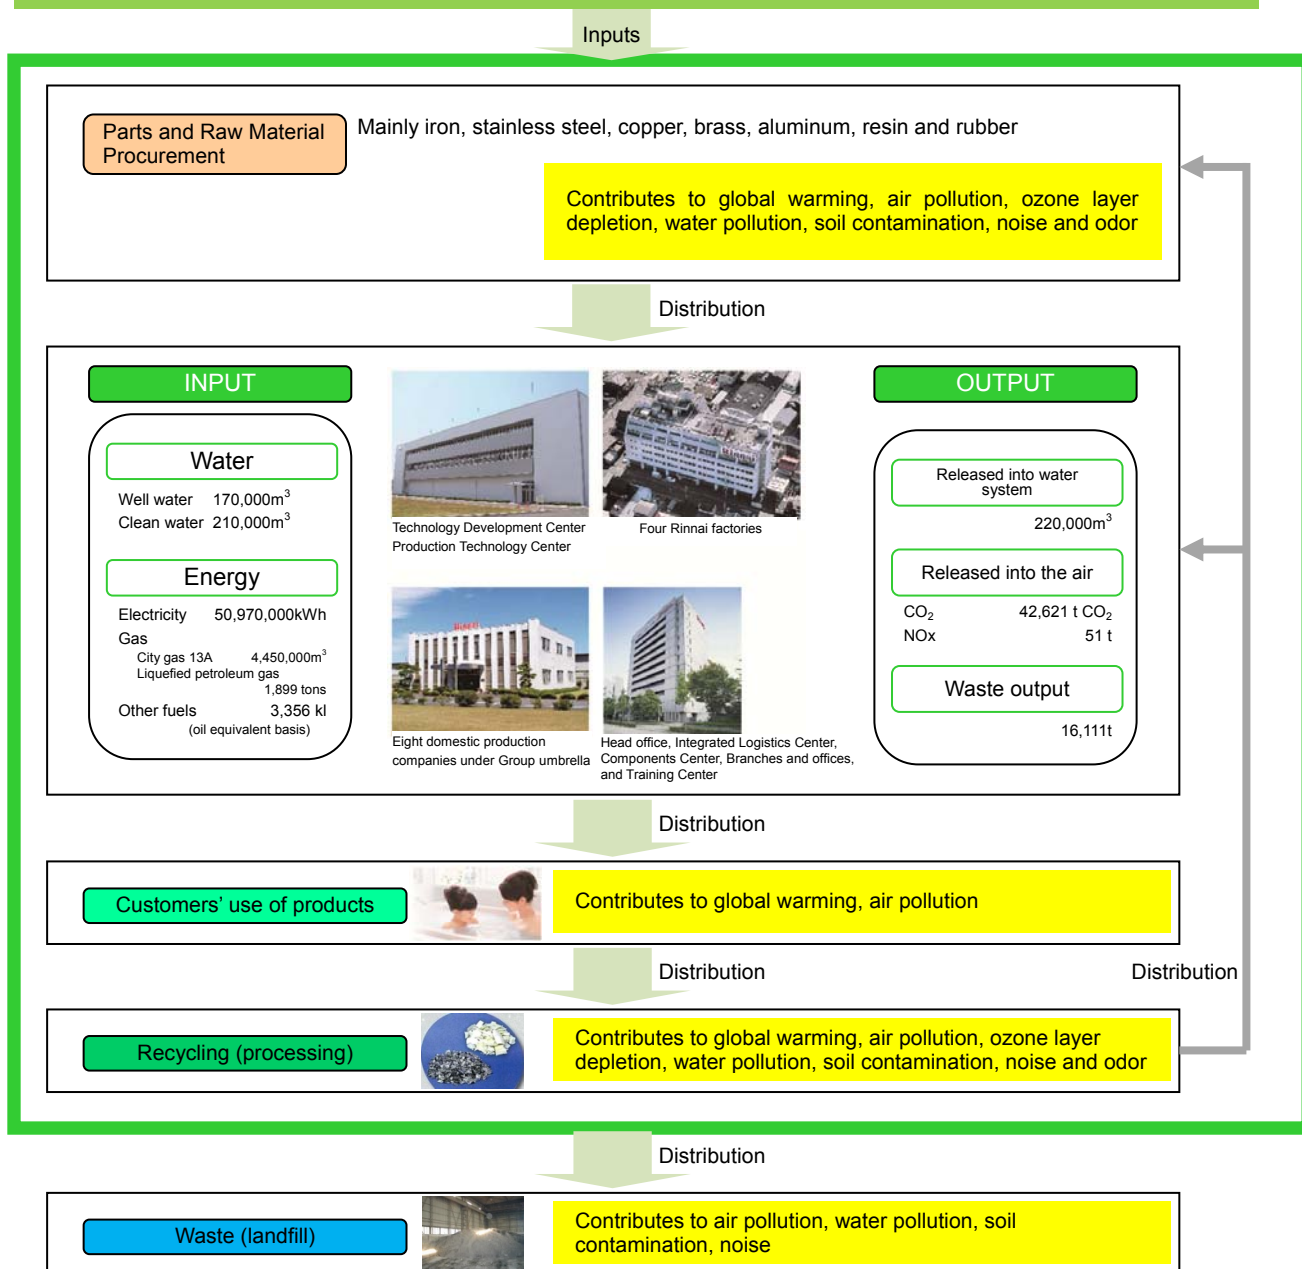 Inputs
Parts and Raw Material
Procurement
Mainly iron, stainless steel, copper, brass, aluminum, resin and rubber
Contributes to global warming, air pollution, ozone layer
depletion, water pollution, soil contamination, noise and odor
Distribution
INPUT
Water
Well water 170,000m³
Clean water 210,000m³
Energy
Electricity 50,970,000kWh
Gas
City gas 13A 4,450,000m³
Liquefied petroleum gas
1,899 tons
Other fuels 3,356 kl
(oil equivalent basis)
Technology Development Center
Production Technology Center
Four Rinnai factories
Eight domestic production
companies under Group umbrella
Head office, Integrated Logistics Center,
Components Center, Branches and offices,
and Training Center
OUTPUT
Released into water
system
220,000m³
Released into the air
CO₂ 42,621 t CO₂
NOx 51 t
Waste output
16,111t
Distribution
Customers’ use of products
Contributes to global warming, air pollution
Distribution
Distribution
Recycling (processing)
Contributes to global warming, air pollution, ozone layer
depletion, water pollution, soil contamination, noise and odor
Distribution
Waste (landfill)
Contributes to air pollution, water pollution, soil
contamination, noise